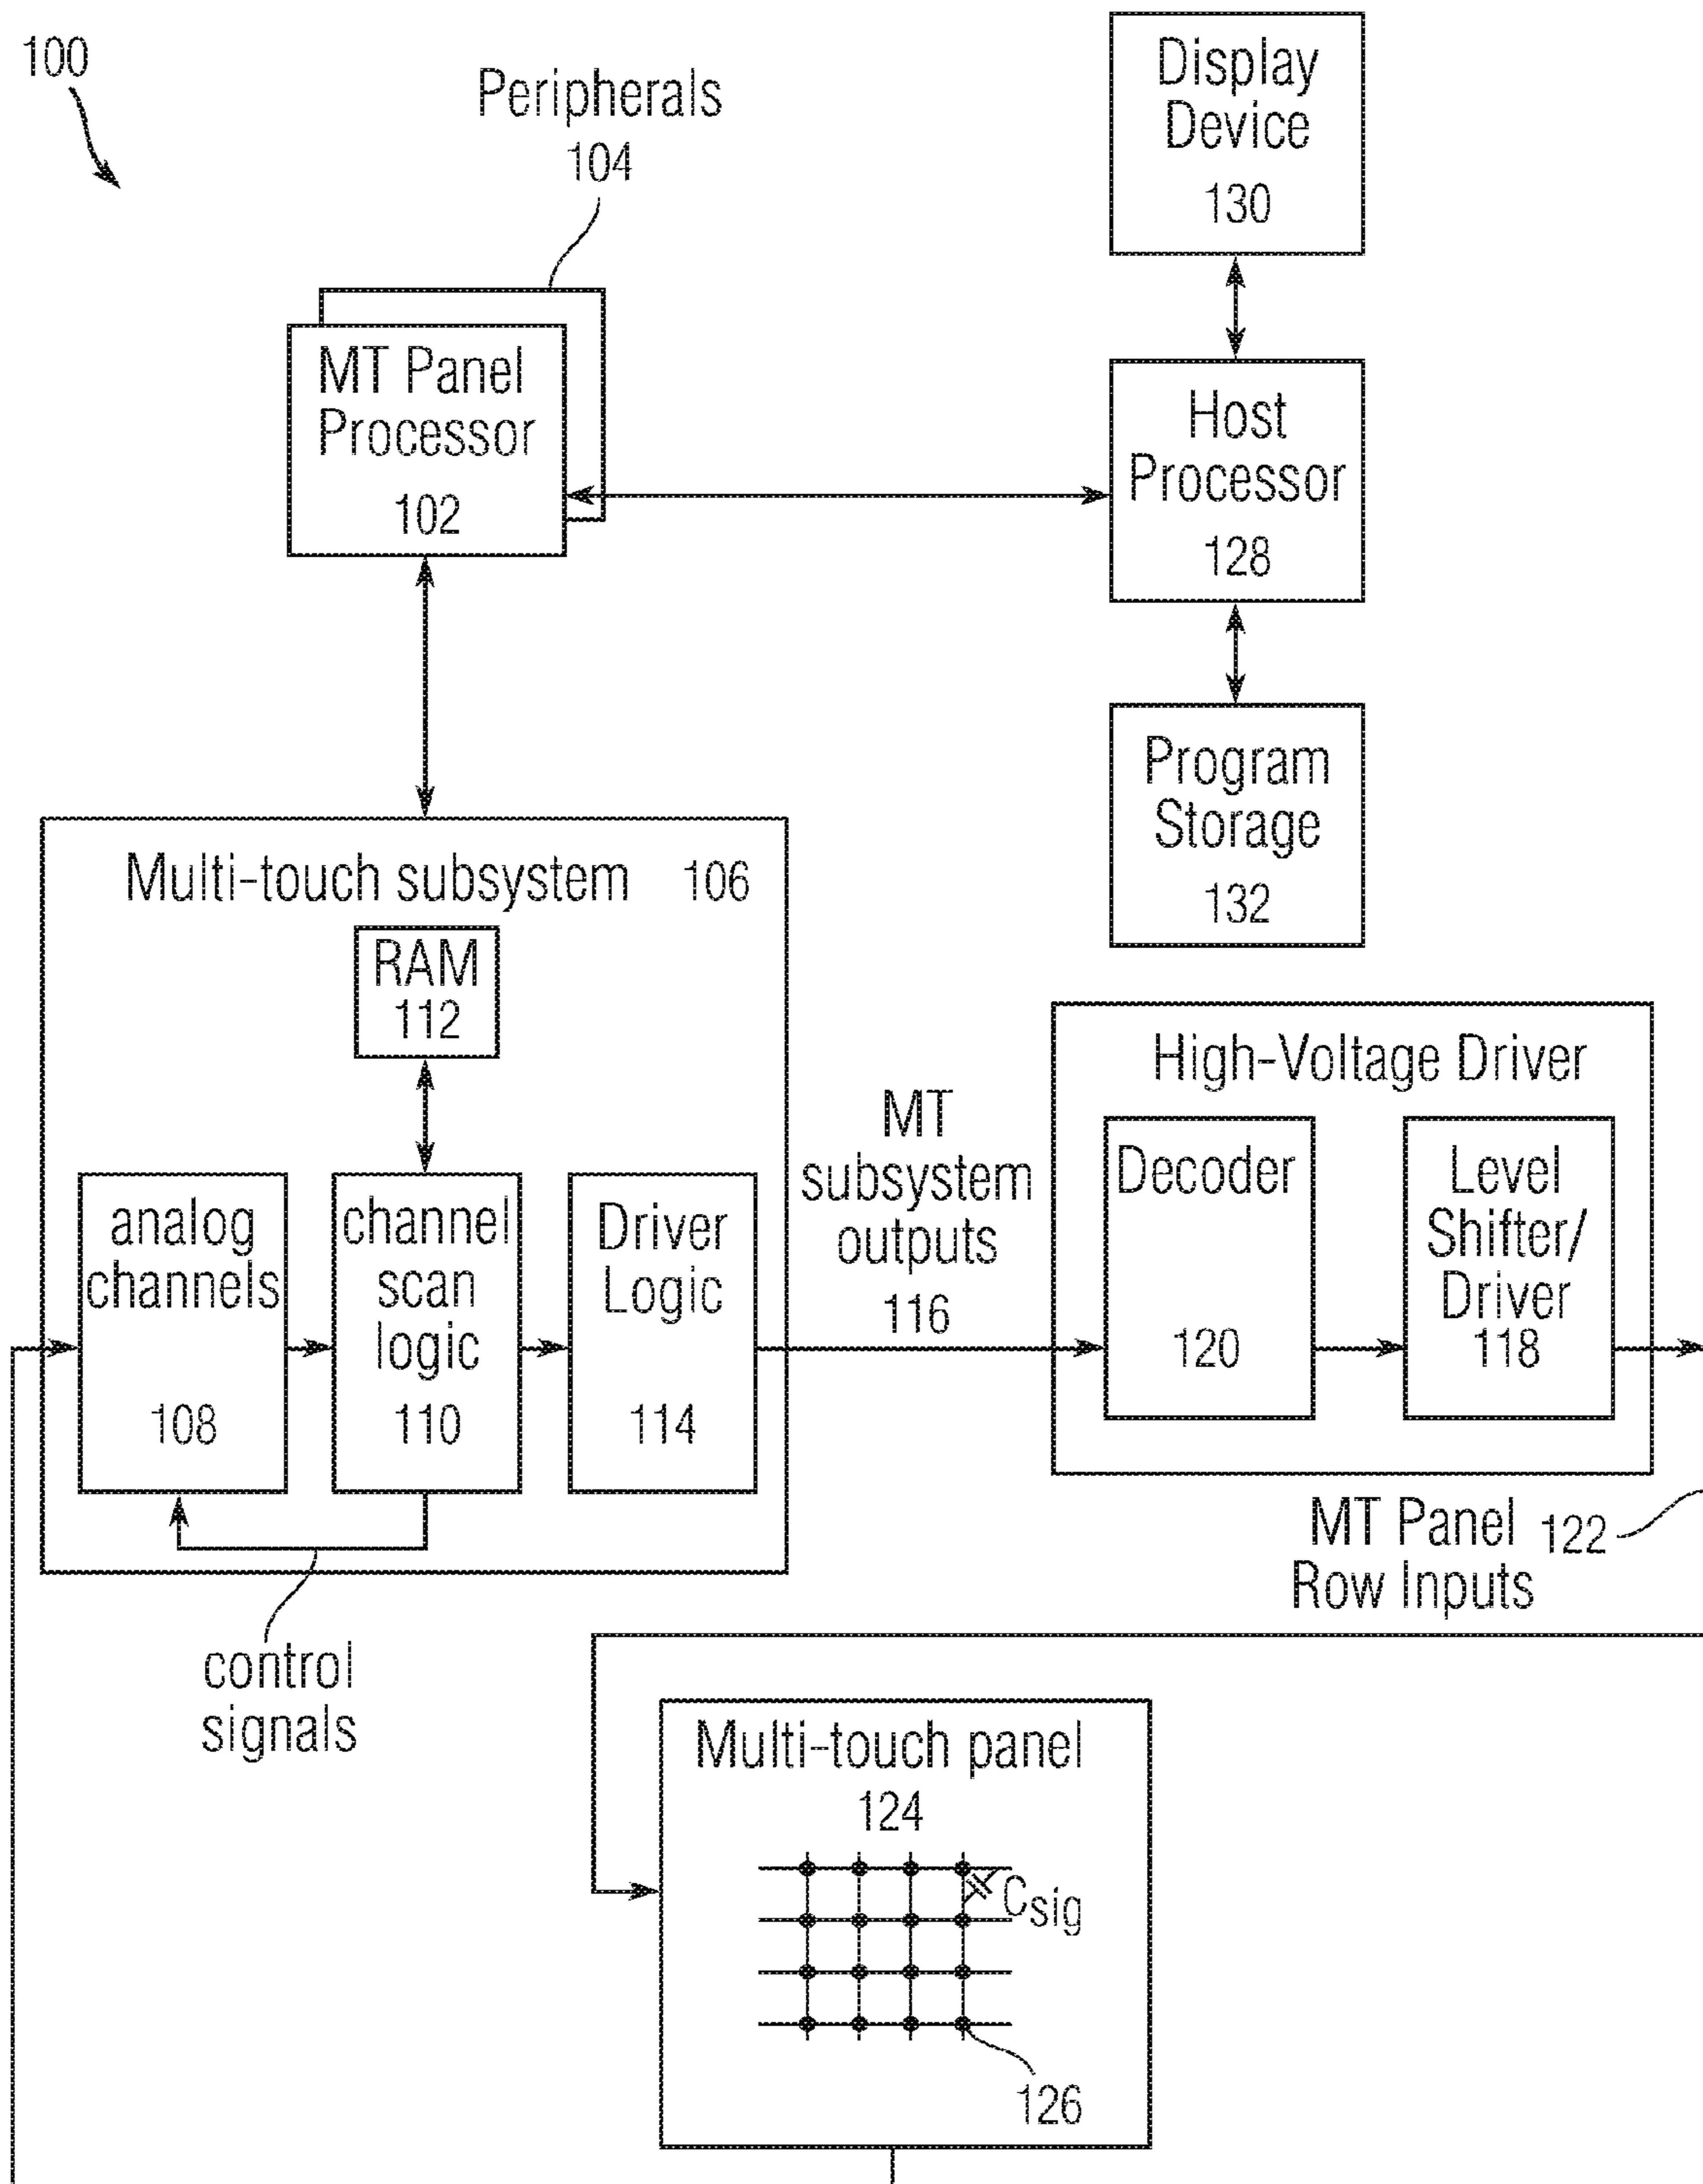 100
Peripherals
104
Display
Device
130
MT Panel
Processor
102
Host
Processor
128
Program
Storage
132
Multi-touch subsystem 106
RAM
112
analog
channels
108
channel
scan
logic
110
Driver
Logic
114
MT
subsystem
outputs
116
High-Voltage Driver
Decoder
120
Level
Shifter/
Driver
118
MT Panel 122
Row Inputs
control
signals
Multi-touch panel
124
Csig
126